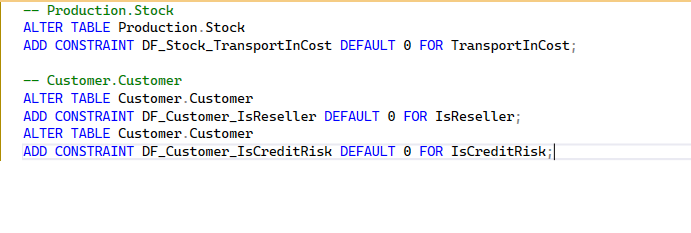 -- Production.Stock
ALTER TABLE Production.Stock
ADD CONSTRAINT DF_Stock_TransportInCost DEFAULT 0 FOR TransportInCost;

-- Customer.Customer
ALTER TABLE Customer.Customer
ADD CONSTRAINT DF_Customer_IsReseller DEFAULT 0 FOR IsReseller;
ALTER TABLE Customer.Customer
ADD CONSTRAINT DF_Customer_IsCreditRisk DEFAULT 0 FOR IsCreditRisk;